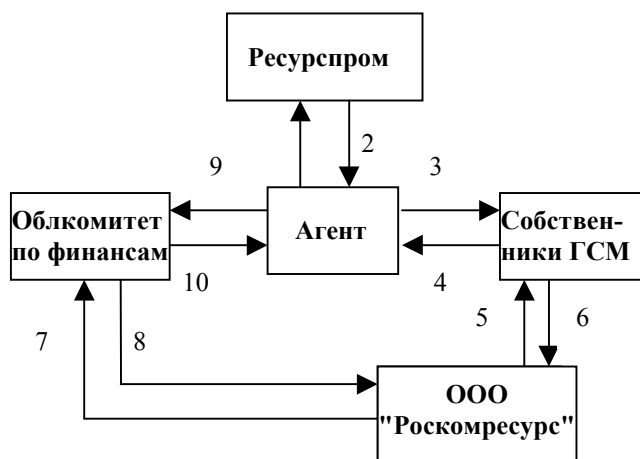 Ресурспром
2
9
3
Облкомитет
по финансам
Агент
Собствен-
ники ГСМ
10
4
7
8
5
6
ООО
"Роскомресурс"